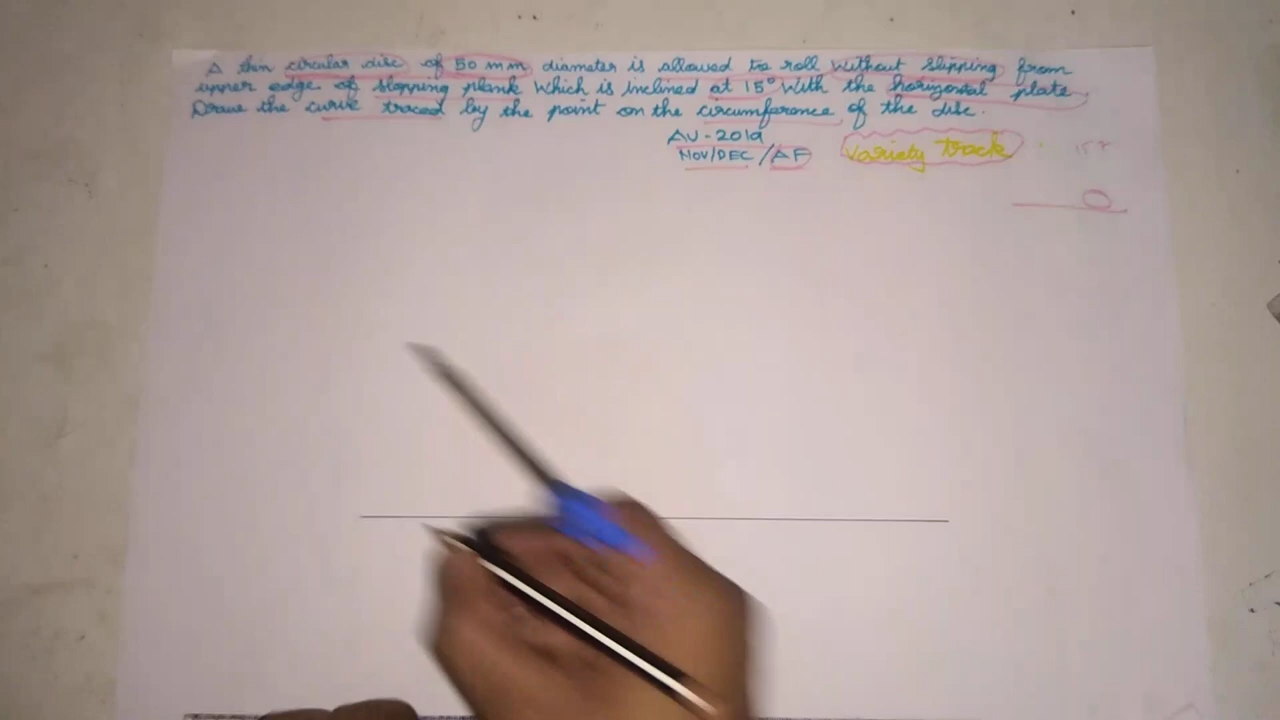 A thin circular disc of 50 mm diameter is allowed to roll without slipping from
upper edge of slopping plank which is inclined at 15° with the horizontal plate.
Draw the curve traced by the point on the circumference of the disc.
AU-2019
NOV/DEC /AF
Variety Track